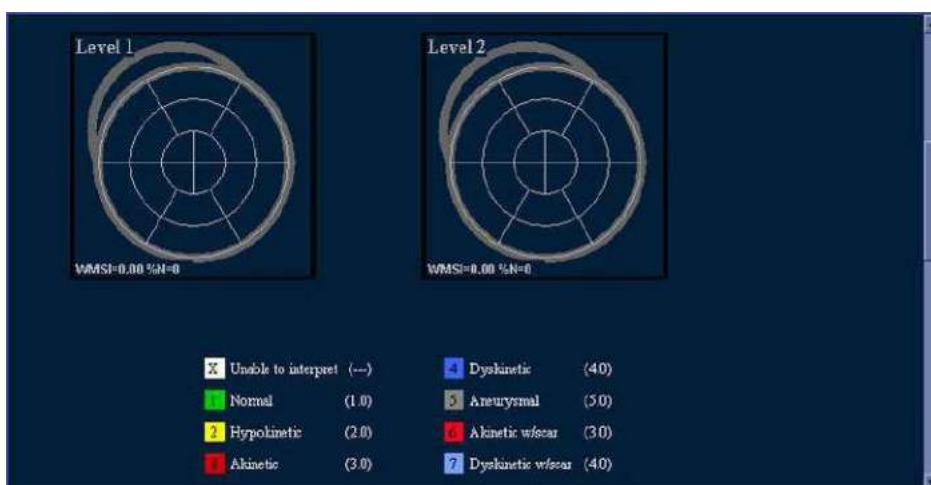 Level 1
Level 2
WMSI=0.00 %N=0
WMSI=0.00 %N=0
X Unable to interpret (---)
4 Dyskinetic (4.0)
1 Normal (1.0)
5 Aneurysmal (5.0)
2 Hypokinetic (2.0)
6 Akinetic w/scar (3.0)
Akinetic (3.0)
7 Dyskinetic w/scar (4.0)